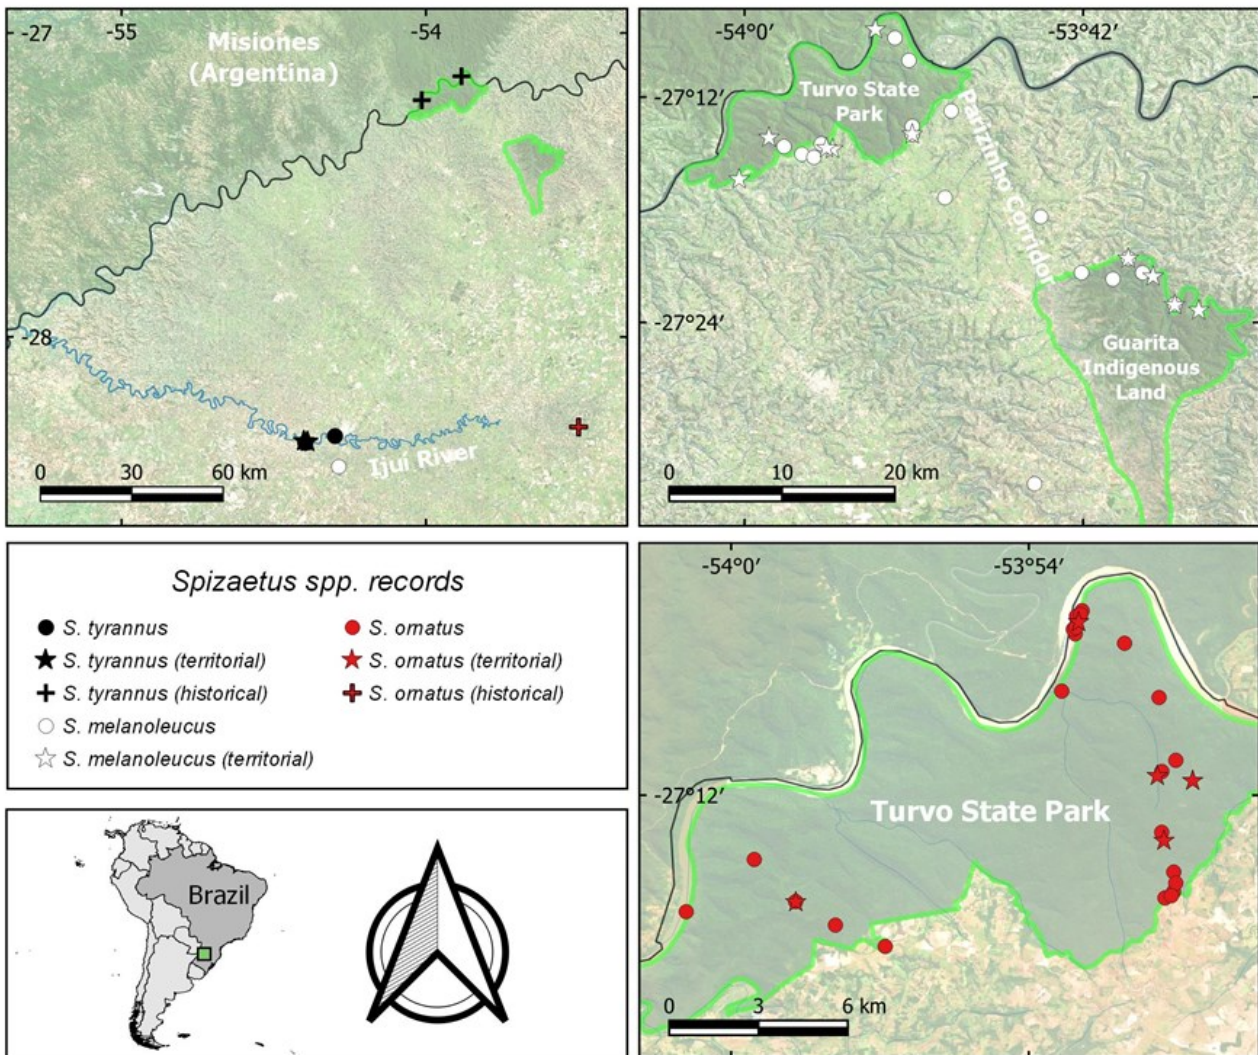 -27
-55
-54
Misiones
(Argentina)
-28
Ijuí River
0 30 60 km
-54°0′
-53°42′
-27°12′
Turvo State
Park
Parizinho Corridor
-27°24′
Guarita
Indigenous
Land
0 10 20 km
Spizaetus spp. records
S. tyrannus
S. tyrannus (territorial)
S. tyrannus (historical)
S. melanoleucus
S. melanoleucus (territorial)
S. ornatus
S. ornatus (territorial)
S. ornatus (historical)
Brazil
-54°0′
-53°54′
-27°12′
Turvo State Park
0 3 6 km